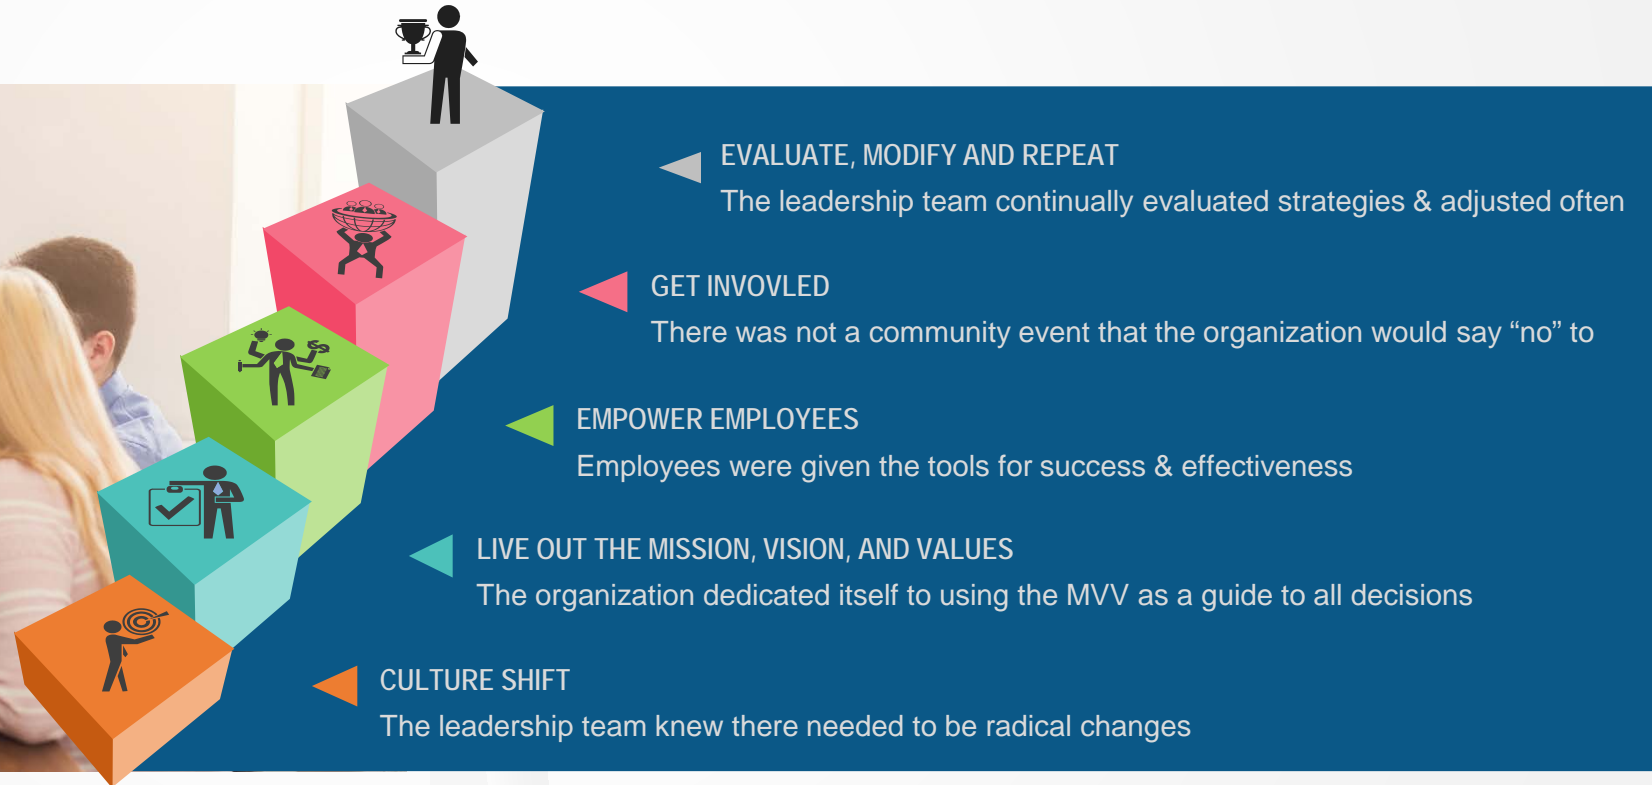 EVALUATE, MODIFY AND REPEAT
The leadership team continually evaluated strategies & adjusted often
GET INVOVLED
There was not a community event that the organization would say “no” to
EMPOWER EMPLOYEES
Employees were given the tools for success & effectiveness
LIVE OUT THE MISSION, VISION, AND VALUES
The organization dedicated itself to using the MVV as a guide to all decisions
CULTURE SHIFT
The leadership team knew there needed to be radical changes